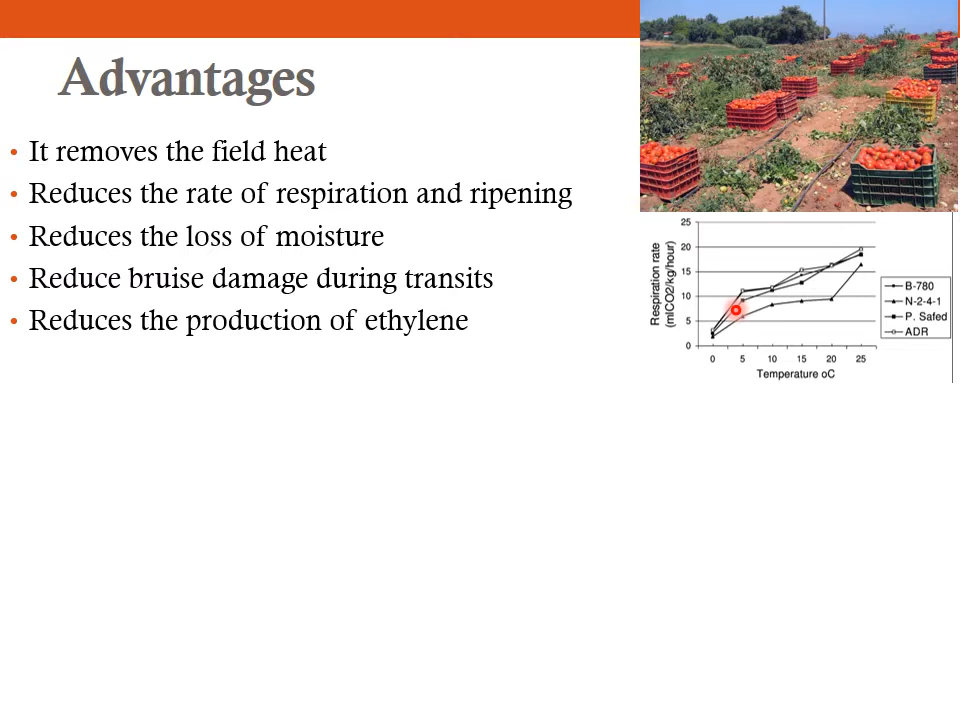 Advantages
• It removes the field heat
• Reduces the rate of respiration and ripening
• Reduces the loss of moisture
• Reduce bruise damage during transits
• Reduces the production of ethylene
Respiration rate
(mlCO2/kg/hour)
25
20
15
10
5
0
0 5 10 15 20 25
Temperature oC
B-780
N-2-4-1
P. Safed
ADR